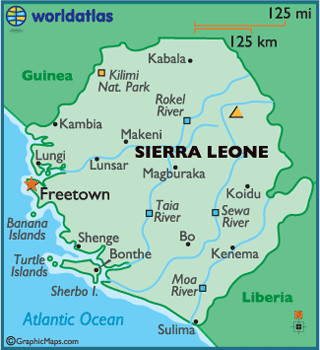 worldatlas
125 mi
125 km
Guinea
Kabala
Kilimi
Nat. Park
Rokel
River
Kambia
Makeni
SIERRA LEONE
Lungi
Lunsar
Magburaka
Freetown
Koidu
Banana
Islands
Taia
River
Sewa
River
Shenge
Bo
Turtle
Islands
Bonthe
Kenema
Sherbo I.
Moa
River
Liberia
Atlantic Ocean
Sulima
N
©GraphicMaps.com